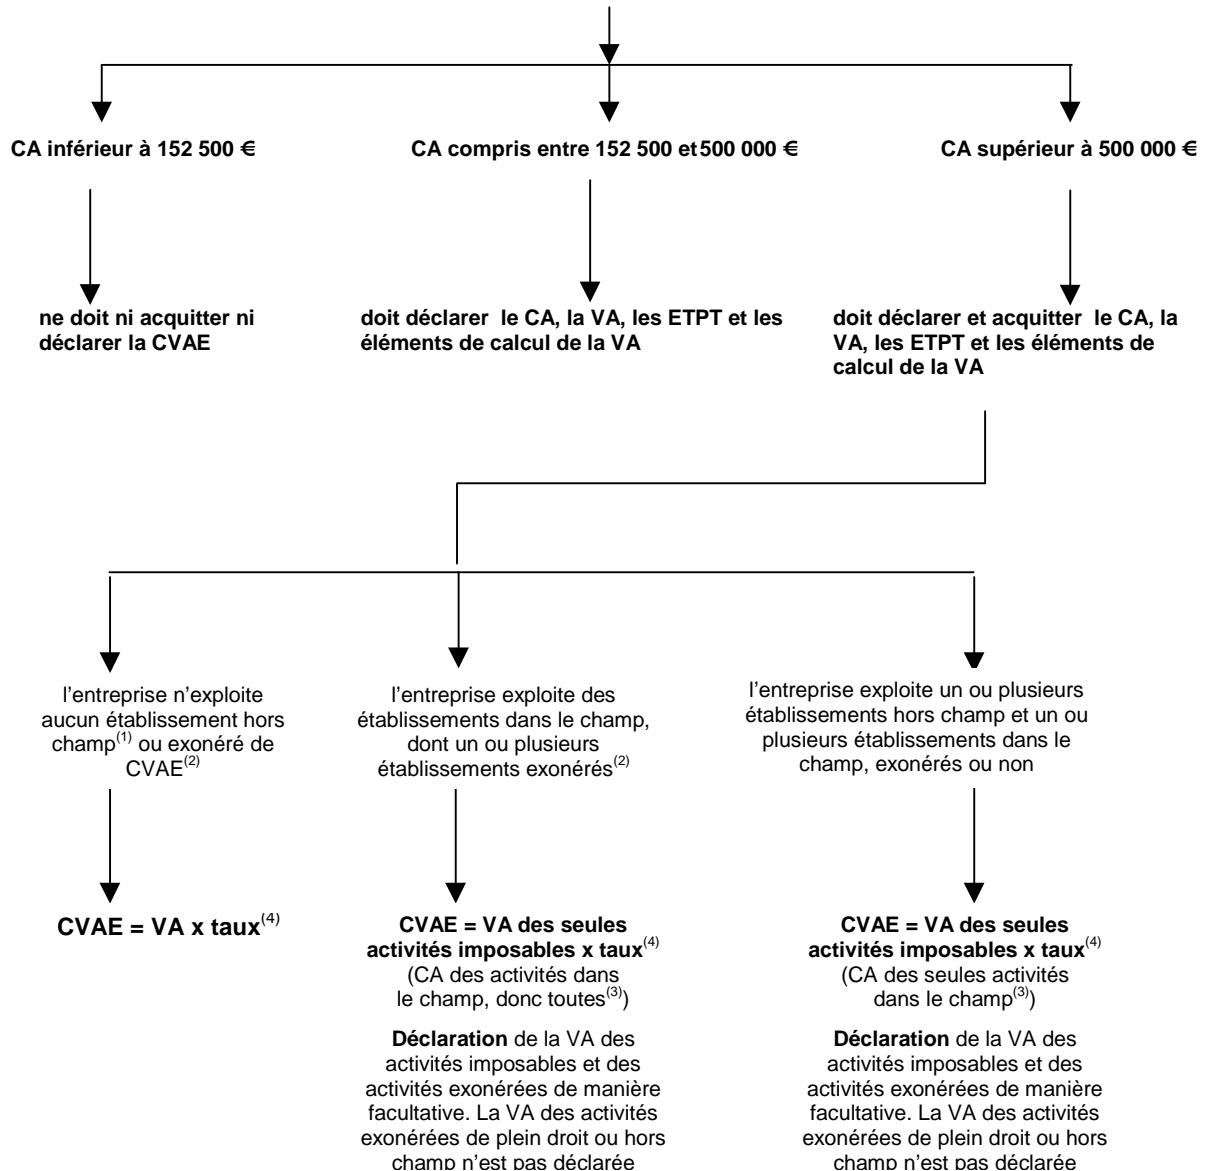 CA inférieur à 152 500 €
CA compris entre 152 500 et 500 000 €
CA supérieur à 500 000 €
ne doit ni acquitter ni
déclarer la CVAE
doit déclarer le CA, la VA, les ETPT et les
éléments de calcul de la VA
doit déclarer et acquitter le CA, la
VA, les ETPT et les éléments de
calcul de la VA
l’entreprise n’exploite
aucun établissement hors
champ(1) ou exonéré de
CVAE(2)
l’entreprise exploite des
établissements dans le champ,
dont un ou plusieurs
établissements exonérés(2)
l’entreprise exploite un ou plusieurs
établissements hors champ et un ou
plusieurs établissements dans le
champ, exonérés ou non
CVAE = VA x taux(4)
CVAE = VA des seules
activités imposables x taux(4)
(CA des activités dans
le champ, donc toutes(3))
Déclaration de la VA des
activités imposables et des
activités exonérées de manière
facultative. La VA des activités
exonérées de plein droit ou hors
champ n’est pas déclarée
CVAE = VA des seules
activités imposables x taux(4)
(CA des seules activités
dans le champ(3))
Déclaration de la VA des
activités imposables et des
activités exonérées de manière
facultative. La VA des activités
exonérées de plein droit ou hors
champ n’est pas déclarée